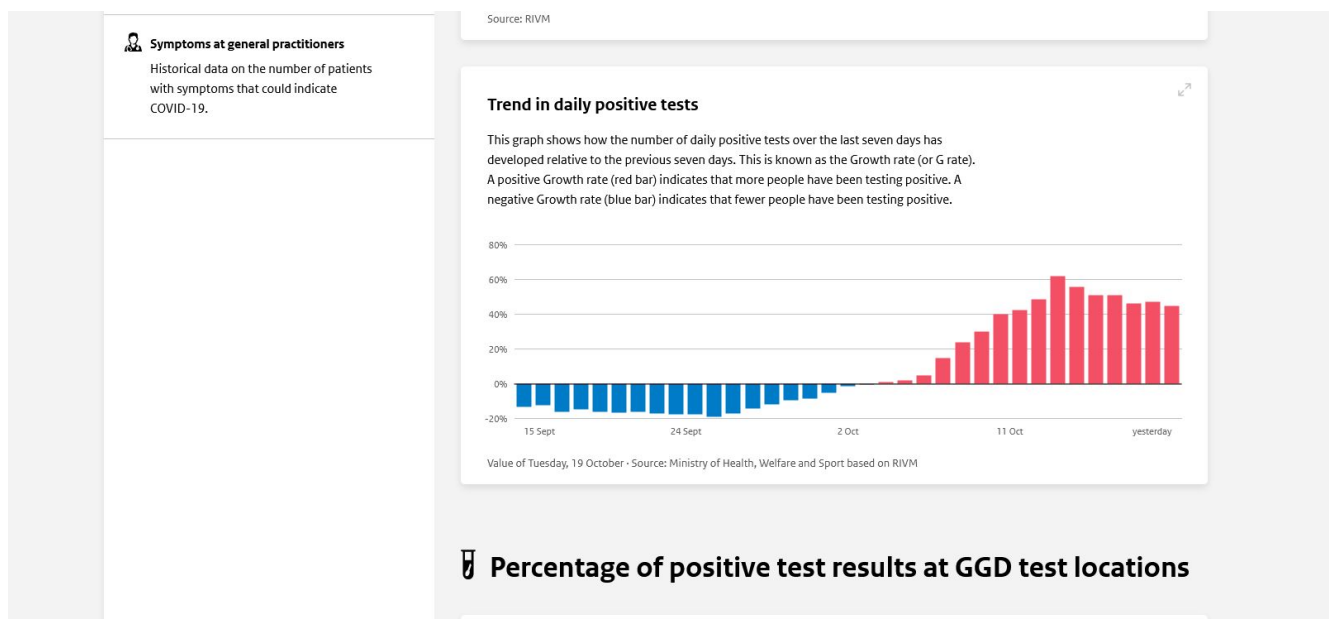 Symptoms at general practitioners
Historical data on the number of patients
with symptoms that could indicate
COVID-19.
Source: RIVM
Trend in daily positive tests
This graph shows how the number of daily positive tests over the last seven days has
developed relative to the previous seven days. This is known as the Growth rate (or G rate).
A positive Growth rate (red bar) indicates that more people have been testing positive. A
negative Growth rate (blue bar) indicates that fewer people have been testing positive.
80%
60%
40%
20%
0%
-20%
15 Sept 24 Sept 2 Oct 11 Oct yesterday
Value of Tuesday, 19 October · Source: Ministry of Health, Welfare and Sport based on RIVM
Percentage of positive test results at GGD test locations